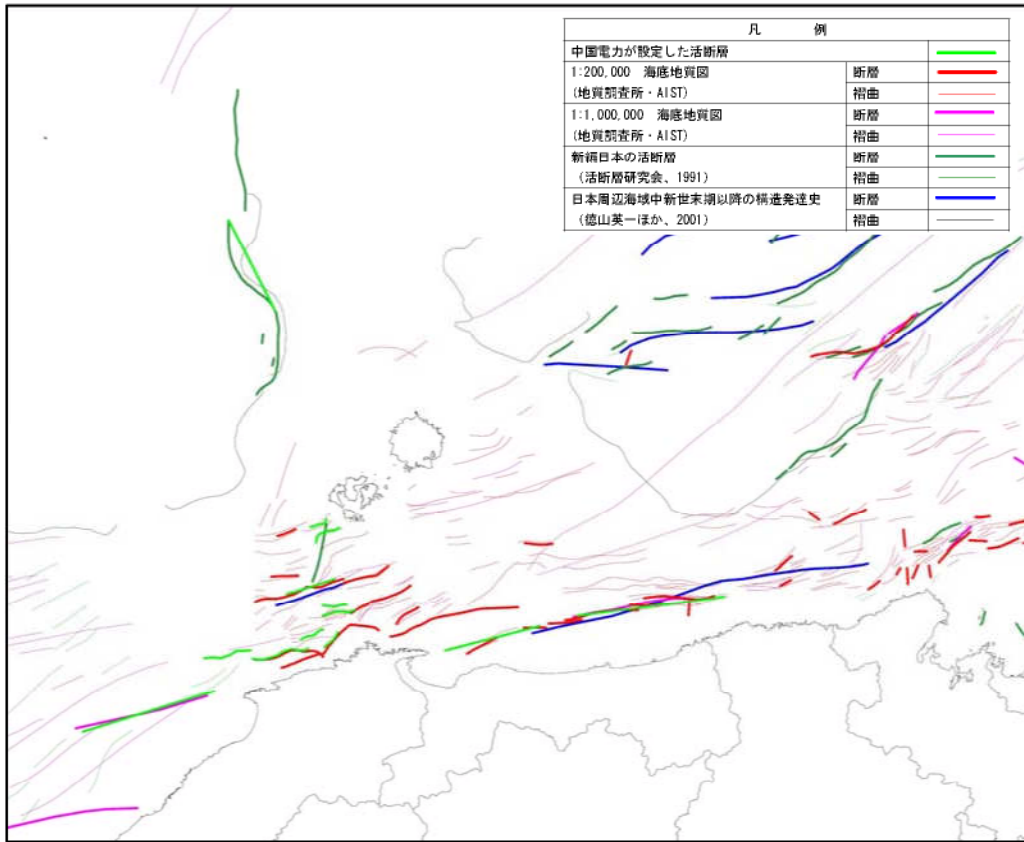 凡 例
中国電力が設定した活断層
1:200,000 海底地質図 断層
(地質調査所・AIST) 褶曲
1:1,000,000 海底地質図 断層
(地質調査所・AIST) 褶曲
新編日本の活断層 断層
(活断層研究会、1991) 褶曲
日本周辺海域中新世末期以降の構造発達史 断層
(徳山英一ほか、2001) 褶曲